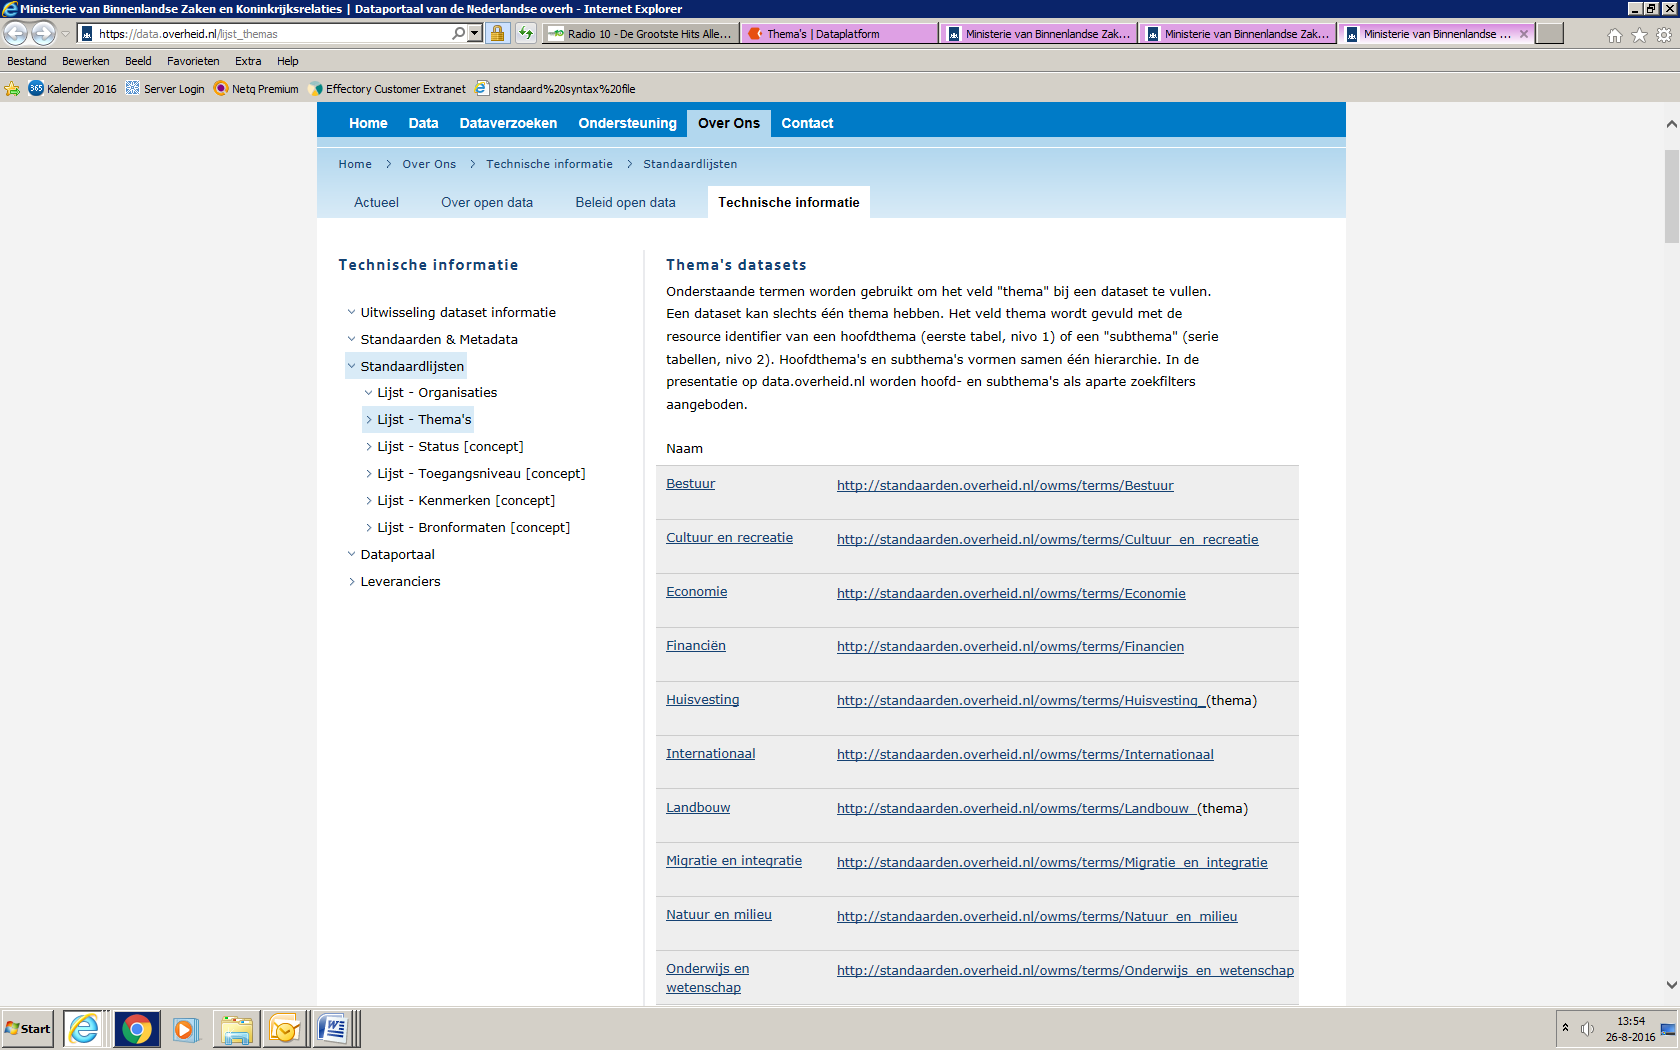 Ministerie van Binnenlandse Zaken en Koninkrijksrelaties | Dataportaal van de Nederlandse overh - Internet Explorer
https://data.overheid.nl/lijst_themas
Radio 10 - De Grootste Hits Alle...
Thema's | Dataplatform
Ministerie van Binnenlandse Zak...
Ministerie van Binnenlandse Zak...
Ministerie van Binnenlandse ...
Bestand Bewerken Beeld Favorieten Extra Help
365 Kalender 2016 Server Login Netq Premium Effectory Customer Extranet standaard%20syntax%20file
Home Data Dataverzoeken Ondersteuning Over Ons Contact
Home > Over Ons > Technische informatie > Standaardlijsten
Actueel Over open data Beleid open data Technische informatie
Technische informatie
Uitwisseling dataset informatie
Standaarden & Metadata
Standaardlijsten
Lijst - Organisaties
Lijst - Thema's
Lijst - Status [concept]
Lijst - Toegangsniveau [concept]
Lijst - Kenmerken [concept]
Lijst - Bronformaten [concept]
Dataportaal
Leveranciers
Thema's datasets
Onderstaande termen worden gebruikt om het veld "thema" bij een dataset te vullen.
Een dataset kan slechts één thema hebben. Het veld thema wordt gevuld met de
resource identifier van een hoofdthema (eerste tabel, nivo 1) of een "subthema" (serie
tabellen, nivo 2). Hoofdthema's en subthema's vormen samen één hierarchie. In de
presentatie op data.overheid.nl worden hoofd- en subthema's als aparte zoekfilters
aangeboden.
Naam
Bestuur http://standaarden.overheid.nl/owms/terms/Bestuur
Cultuur en recreatie http://standaarden.overheid.nl/owms/terms/Cultuur_en_recreatie
Economie http://standaarden.overheid.nl/owms/terms/Economie
Financiën http://standaarden.overheid.nl/owms/terms/Financien
Huisvesting http://standaarden.overheid.nl/owms/terms/Huisvesting_(thema)
Internationaal http://standaarden.overheid.nl/owms/terms/Internationaal
Landbouw http://standaarden.overheid.nl/owms/terms/Landbouw_(thema)
Migratie en integratie http://standaarden.overheid.nl/owms/terms/Migratie_en_integratie
Natuur en milieu http://standaarden.overheid.nl/owms/terms/Natuur_en_milieu
Onderwijs en http://standaarden.overheid.nl/owms/terms/Onderwijs_en_wetenschap
wetenschap
Start
13:54
26-8-2016